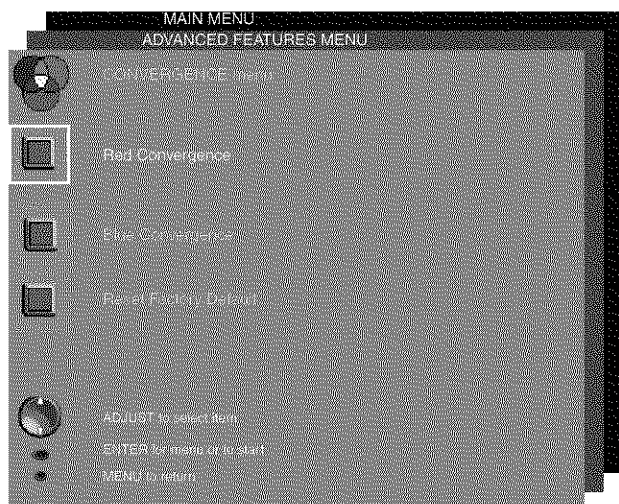 MAIN MENU
ADVANCED FEATURES MENU
CONVERGENCE menu
Red Convergence
Blue Convergence
Reset Factory Default
ADJUST to select item
ENTER for menu or to start
MENU to return